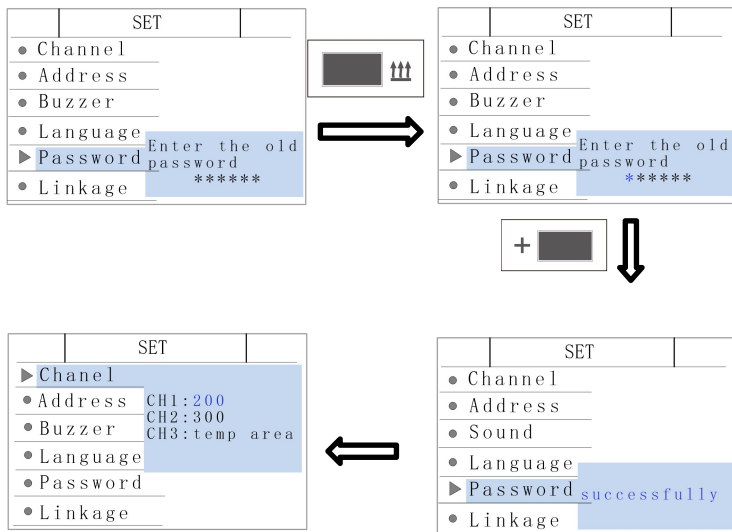 SET
Channel
Address
Buzzer
Language
Password
Linkage
Enter the old
password
******
SET
Channel
Address
Buzzer
Language
Password
Linkage
Enter the old
password
******
+
SET
Chanel
Address
Buzzer
Language
Password
Linkage
CH1:200
CH2:300
CH3:temp area
SET
Channel
Address
Sound
Language
Password
Linkage
successfully